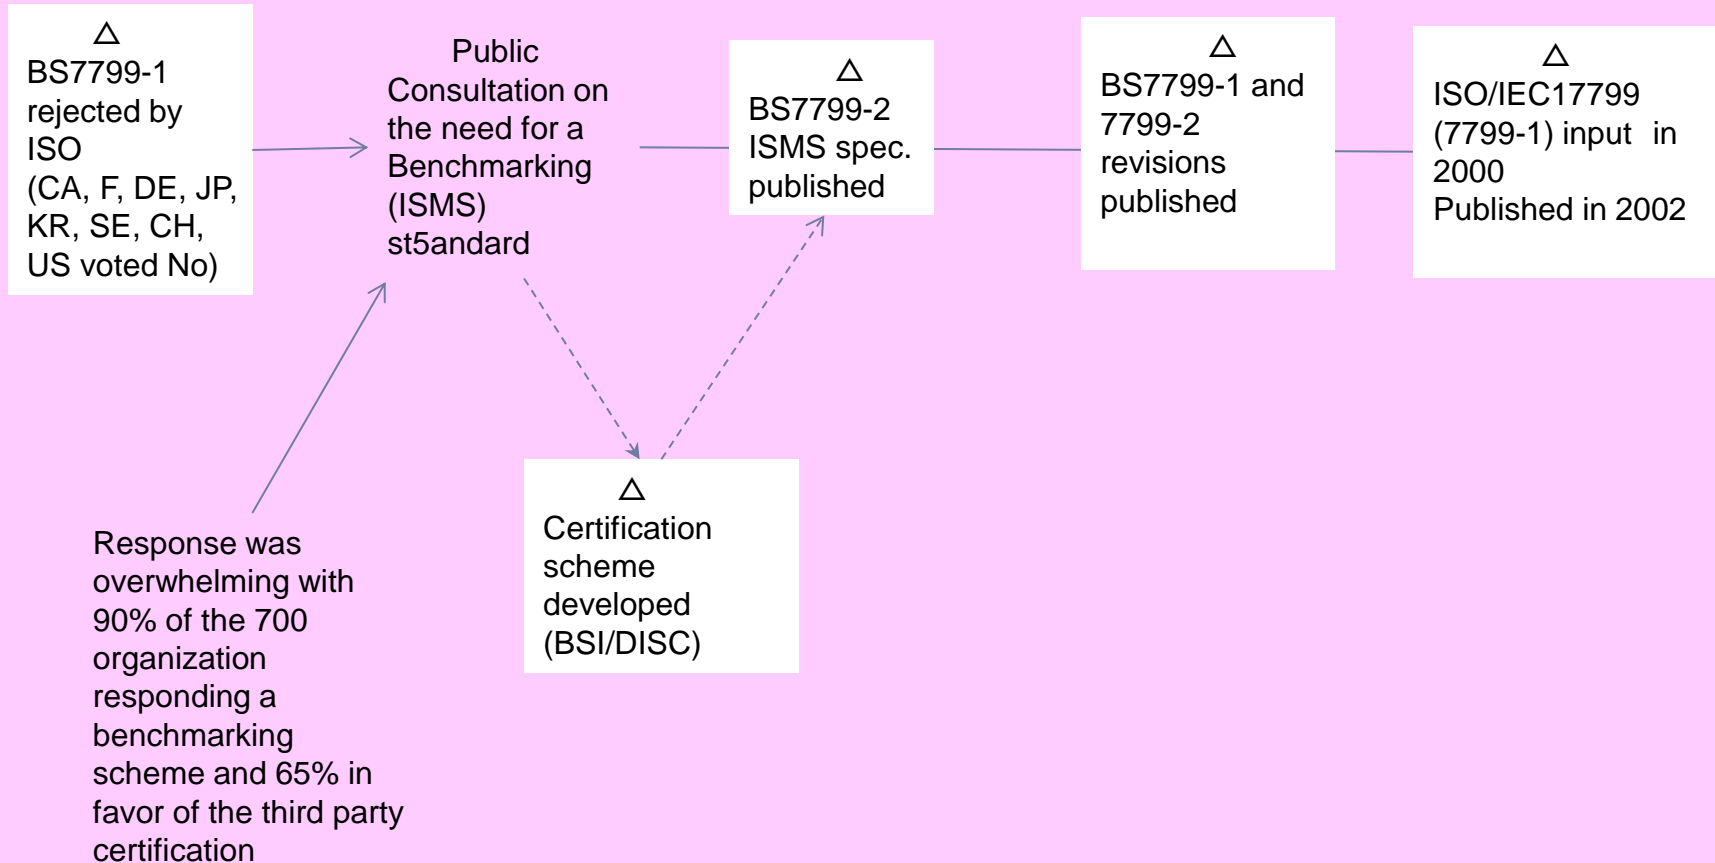 △
BS7799-1
rejected by
ISO
(CA, F, DE, JP,
KR, SE, CH,
US voted No)
Public
Consultation on
the need for a
Benchmarking
(ISMS)
st5andard
△
BS7799-2
ISMS spec.
published
△
BS7799-1 and
7799-2
revisions
published
△
ISO/IEC17799
(7799-1) input in
2000
Published in 2002
Response was
overwhelming with
90% of the 700
organization
responding a
benchmarking
scheme and 65% in
favor of the third party
certification
△
Certification
scheme
developed
(BSI/DISC)